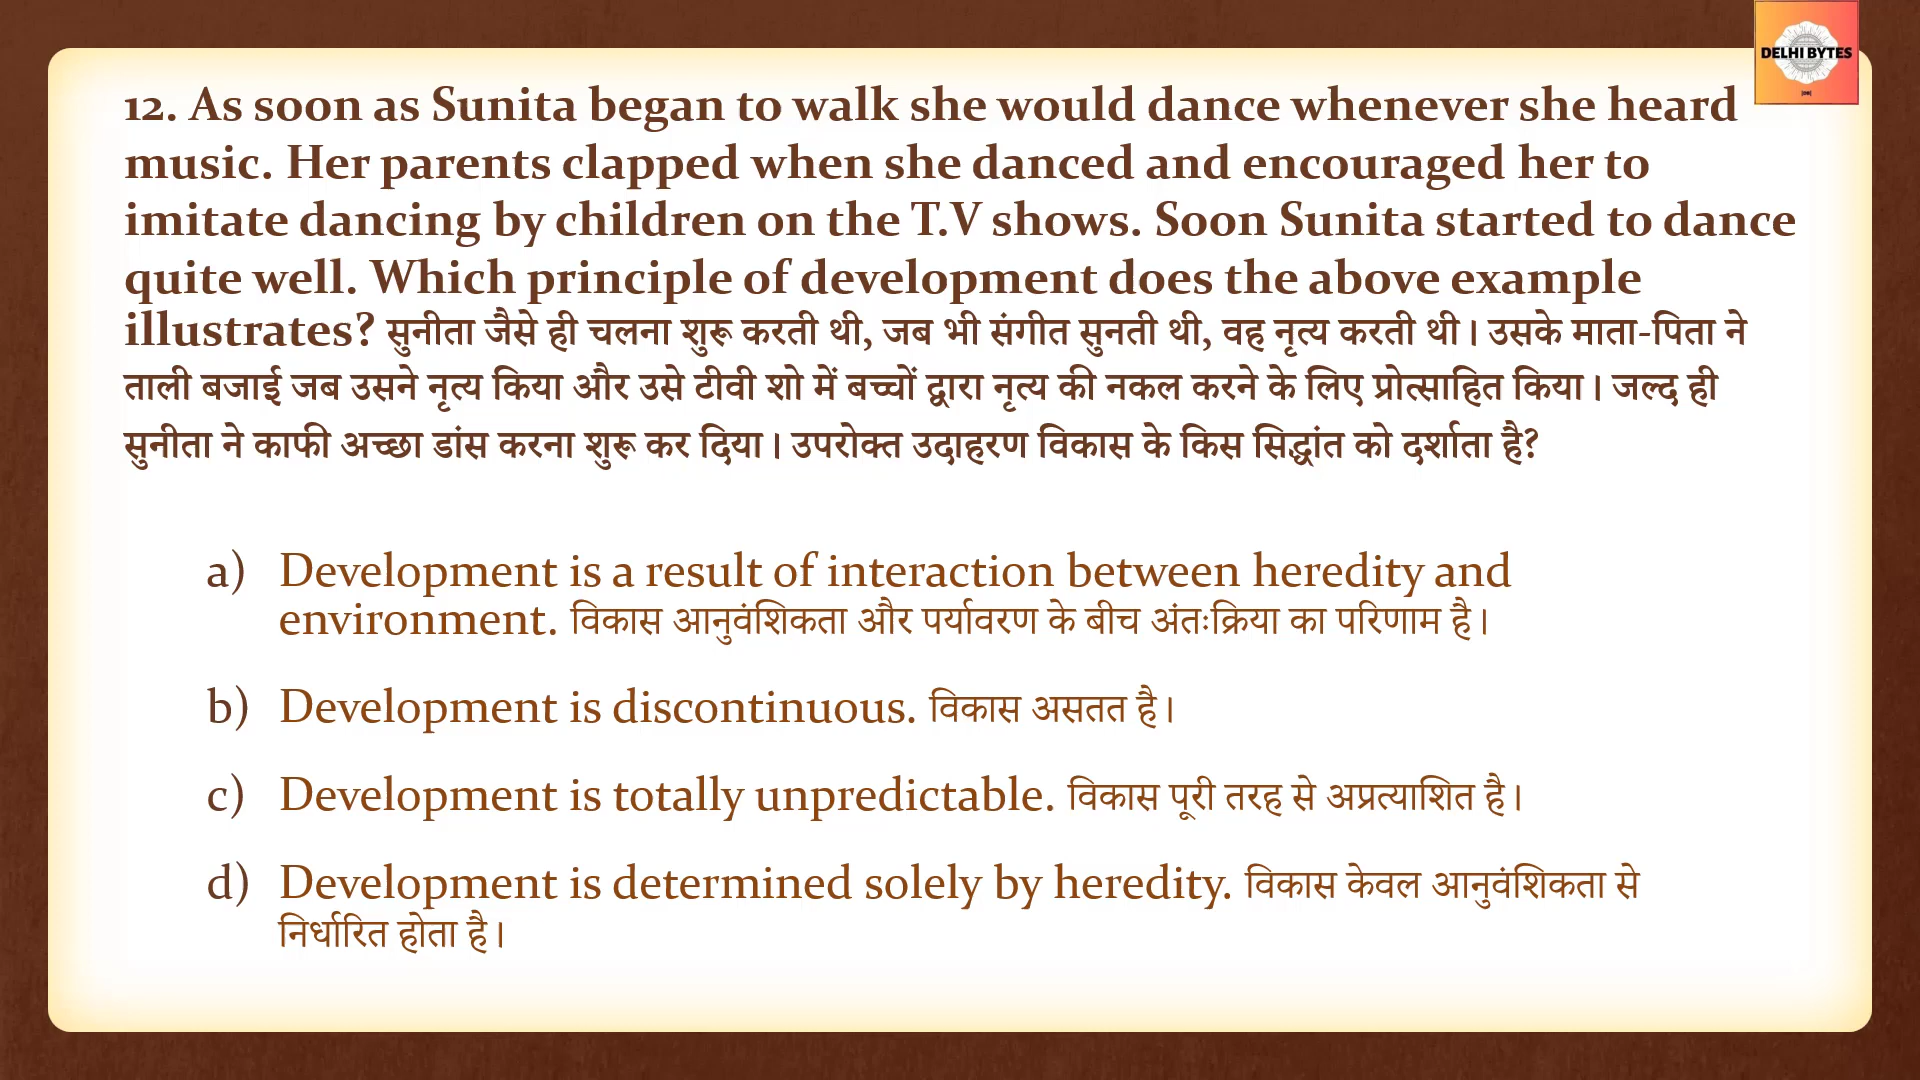 DELHI BYTES
12. As soon as Sunita began to walk she would dance whenever she heard
music. Her parents clapped when she danced and encouraged her to
imitate dancing by children on the T.V shows. Soon Sunita started to dance
quite well. Which principle of development does the above example
illustrates? सुनीता जैसे ही चलना शुरू करती थी, जब भी संगीत सुनती थी, वह नृत्य करती थी। उसके माता-पिता ने
ताली बजाई जब उसने नृत्य किया और उसे टीवी शो में बच्चों द्वारा नृत्य की नकल करने के लिए प्रोत्साहित किया। जल्द ही
सुनीता ने काफी अच्छा डांस करना शुरू कर दिया। उपरोक्त उदाहरण विकास के किस सिद्धांत को दर्शाता है?
a) Development is a result of interaction between heredity and
environment. विकास आनुवंशिकता और पर्यावरण के बीच अंतःक्रिया का परिणाम है।
b) Development is discontinuous. विकास असतत है।
c) Development is totally unpredictable. विकास पूरी तरह से अप्रत्याशित है।
d) Development is determined solely by heredity. विकास केवल आनुवंशिकता से
निर्धारित होता है।